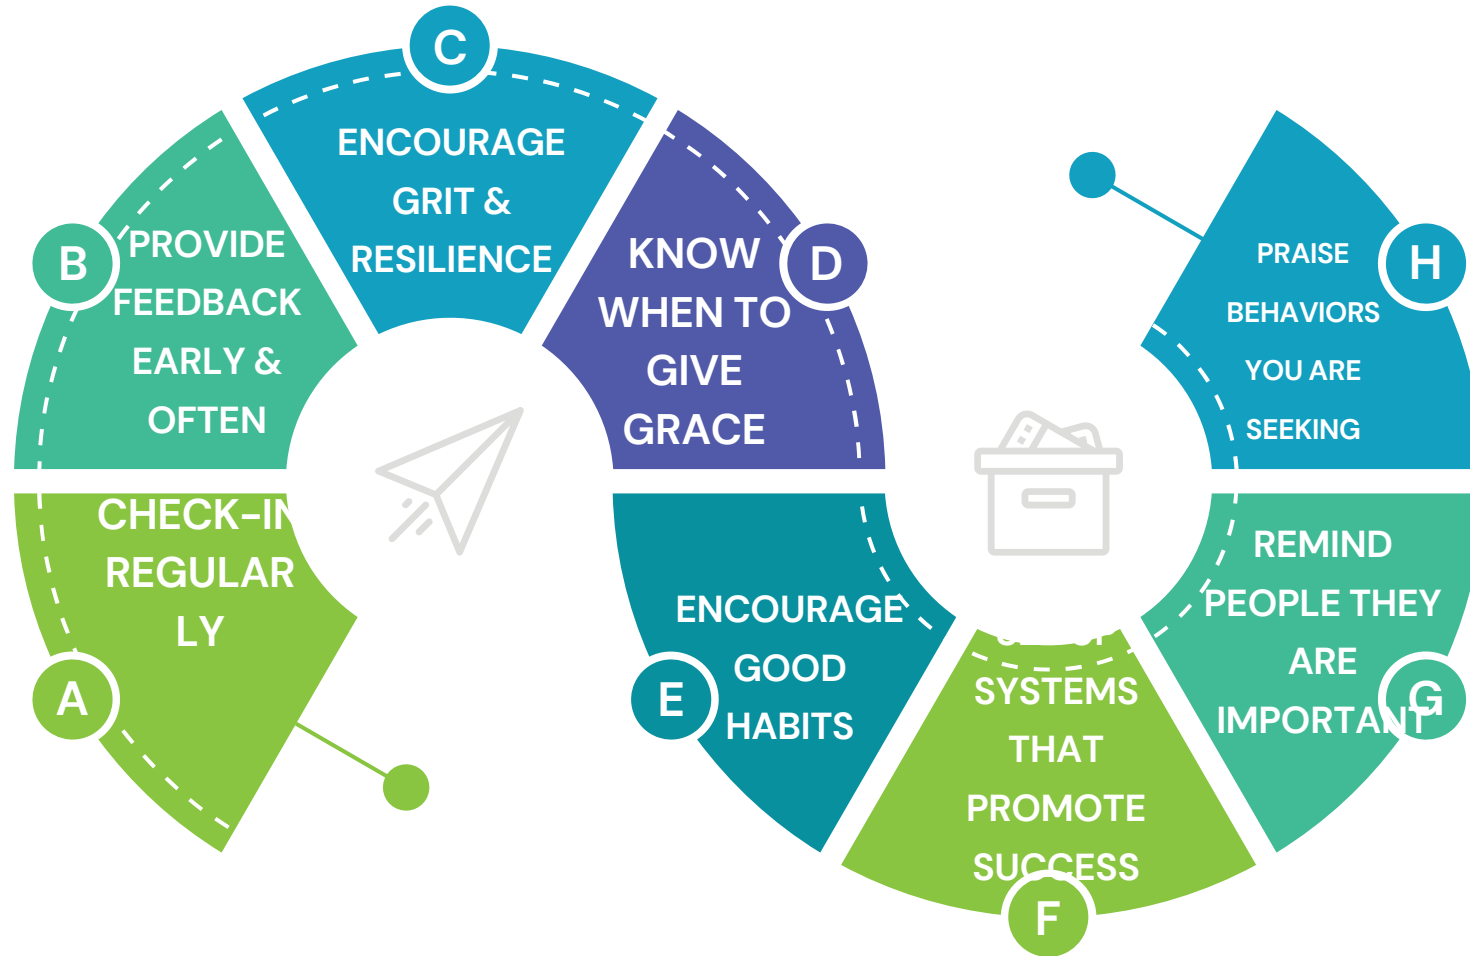 A
CHECK-IN
REGULAR
LY
B
PROVIDE
FEEDBACK
EARLY &
OFTEN
C
ENCOURAGE
GRIT &
RESILIENCE
D
KNOW
WHEN TO
GIVE
GRACE
E
ENCOURAGE
GOOD
HABITS
F
SYSTEMS
THAT
PROMOTE
SUCCESS
G
REMIND
PEOPLE THEY
ARE
IMPORTANT
H
PRAISE
BEHAVIORS
YOU ARE
SEEKING